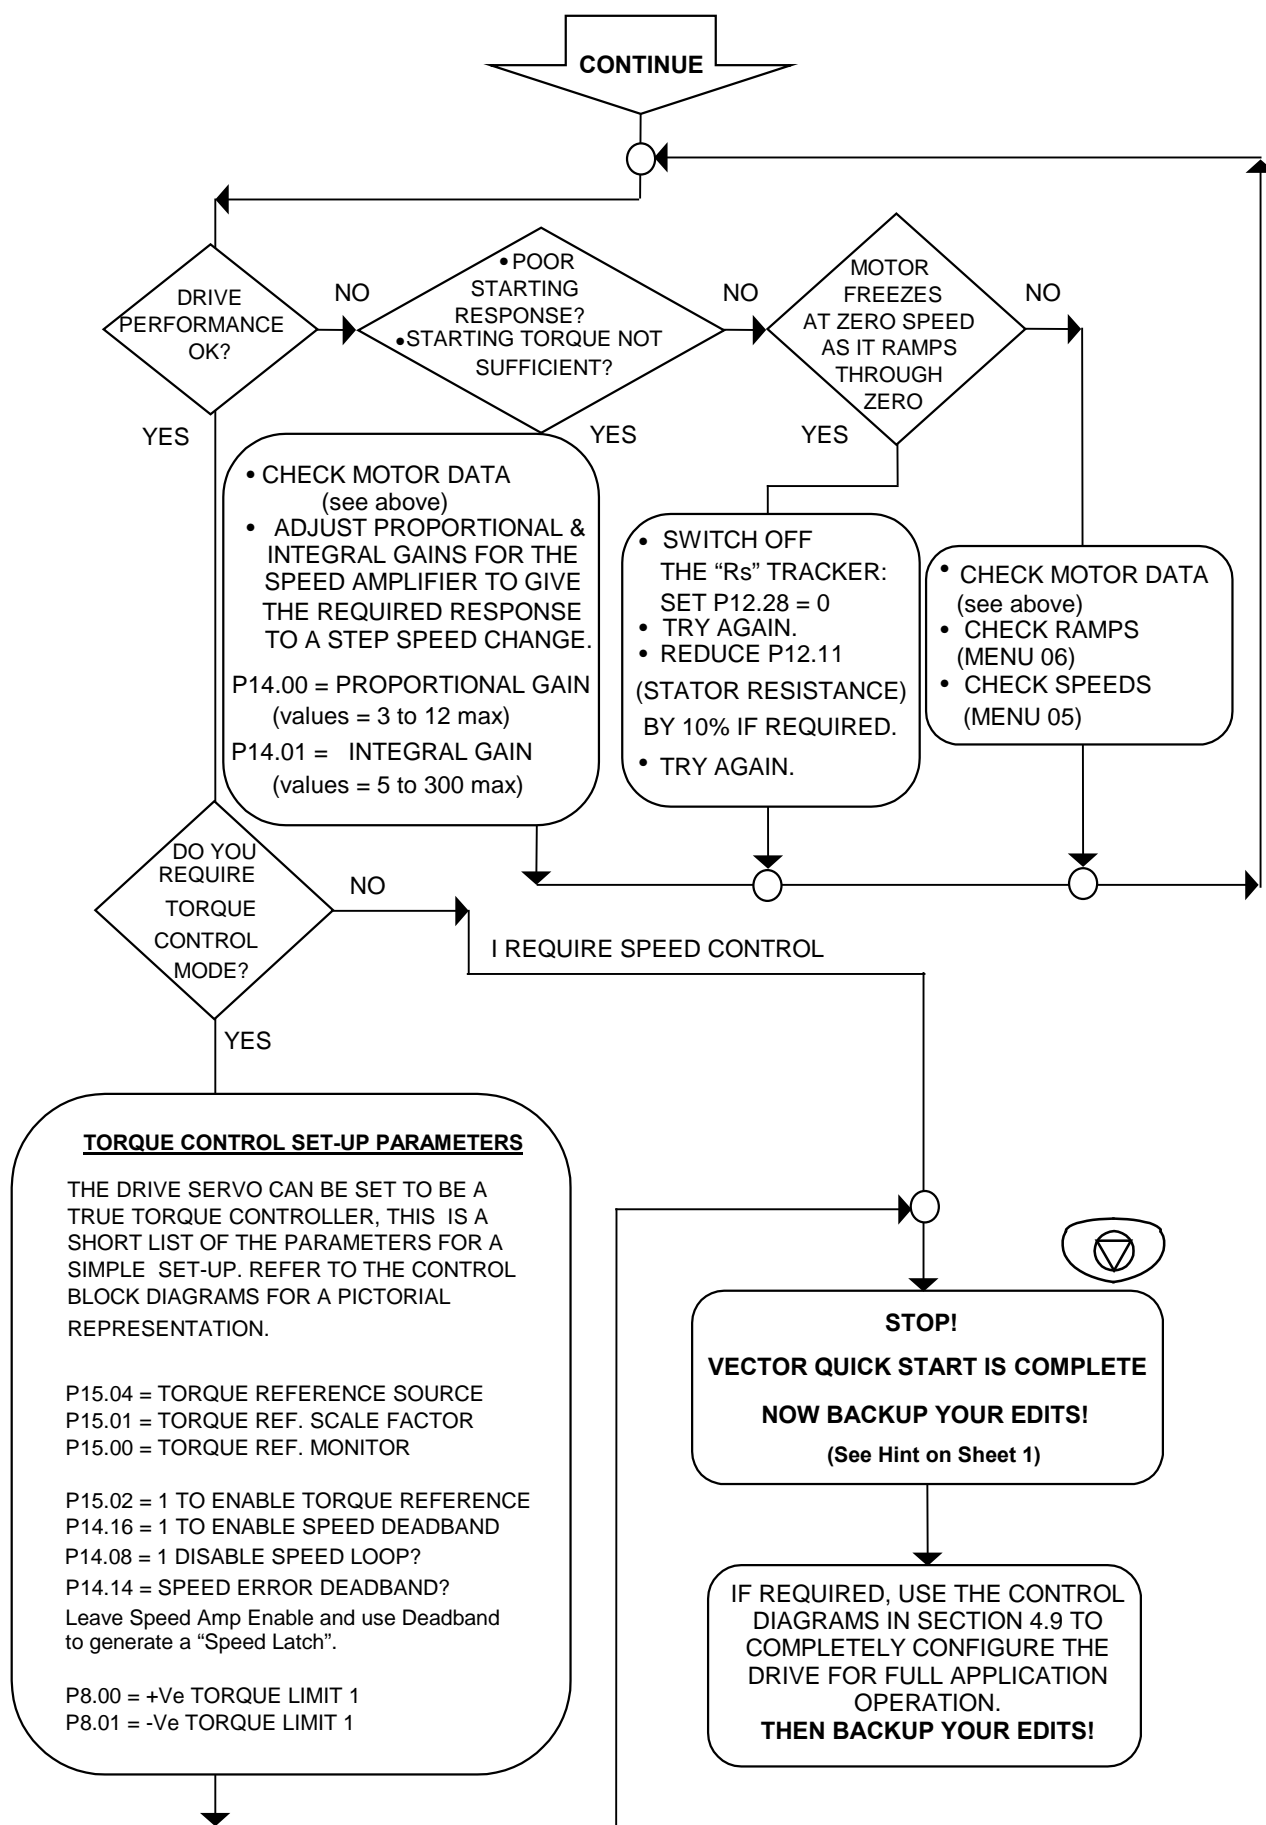 CONTINUE
DRIVE
PERFORMANCE
OK?
NO
• POOR
STARTING
RESPONSE?
• STARTING TORQUE NOT
SUFFICIENT?
NO
MOTOR
FREEZES
AT ZERO SPEED
AS IT RAMPS
THROUGH
ZERO
NO
YES
YES
YES
• CHECK MOTOR DATA
(see above)
• ADJUST PROPORTIONAL &
INTEGRAL GAINS FOR THE
SPEED AMPLIFIER TO GIVE
THE REQUIRED RESPONSE
TO A STEP SPEED CHANGE.
P14.00 = PROPORTIONAL GAIN
(values = 3 to 12 max)
P14.01 = INTEGRAL GAIN
(values = 5 to 300 max)
• SWITCH OFF
THE “Rs” TRACKER:
SET P12.28 = 0
• TRY AGAIN.
• REDUCE P12.11
(STATOR RESISTANCE)
BY 10% IF REQUIRED.
• TRY AGAIN.
• CHECK MOTOR DATA
(see above)
• CHECK RAMPS
(MENU 06)
• CHECK SPEEDS
(MENU 05)
DO YOU
REQUIRE
TORQUE
CONTROL
MODE?
NO
I REQUIRE SPEED CONTROL
YES
TORQUE CONTROL SET-UP PARAMETERS
THE DRIVE SERVO CAN BE SET TO BE A
TRUE TORQUE CONTROLLER, THIS IS A
SHORT LIST OF THE PARAMETERS FOR A
SIMPLE SET-UP. REFER TO THE CONTROL
BLOCK DIAGRAMS FOR A PICTORIAL
REPRESENTATION.
P15.04 = TORQUE REFERENCE SOURCE
P15.01 = TORQUE REF. SCALE FACTOR
P15.00 = TORQUE REF. MONITOR
P15.02 = 1 TO ENABLE TORQUE REFERENCE
P14.16 = 1 TO ENABLE SPEED DEADBAND
P14.08 = 1 DISABLE SPEED LOOP?
P14.14 = SPEED ERROR DEADBAND?
Leave Speed Amp Enable and use Deadband
to generate a “Speed Latch”.
P8.00 = +Ve TORQUE LIMIT 1
P8.01 = -Ve TORQUE LIMIT 1
STOP!
VECTOR QUICK START IS COMPLETE
NOW BACKUP YOUR EDITS!
(See Hint on Sheet 1)
IF REQUIRED, USE THE CONTROL
DIAGRAMS IN SECTION 4.9 TO
COMPLETELY CONFIGURE THE
DRIVE FOR FULL APPLICATION
OPERATION.
THEN BACKUP YOUR EDITS!